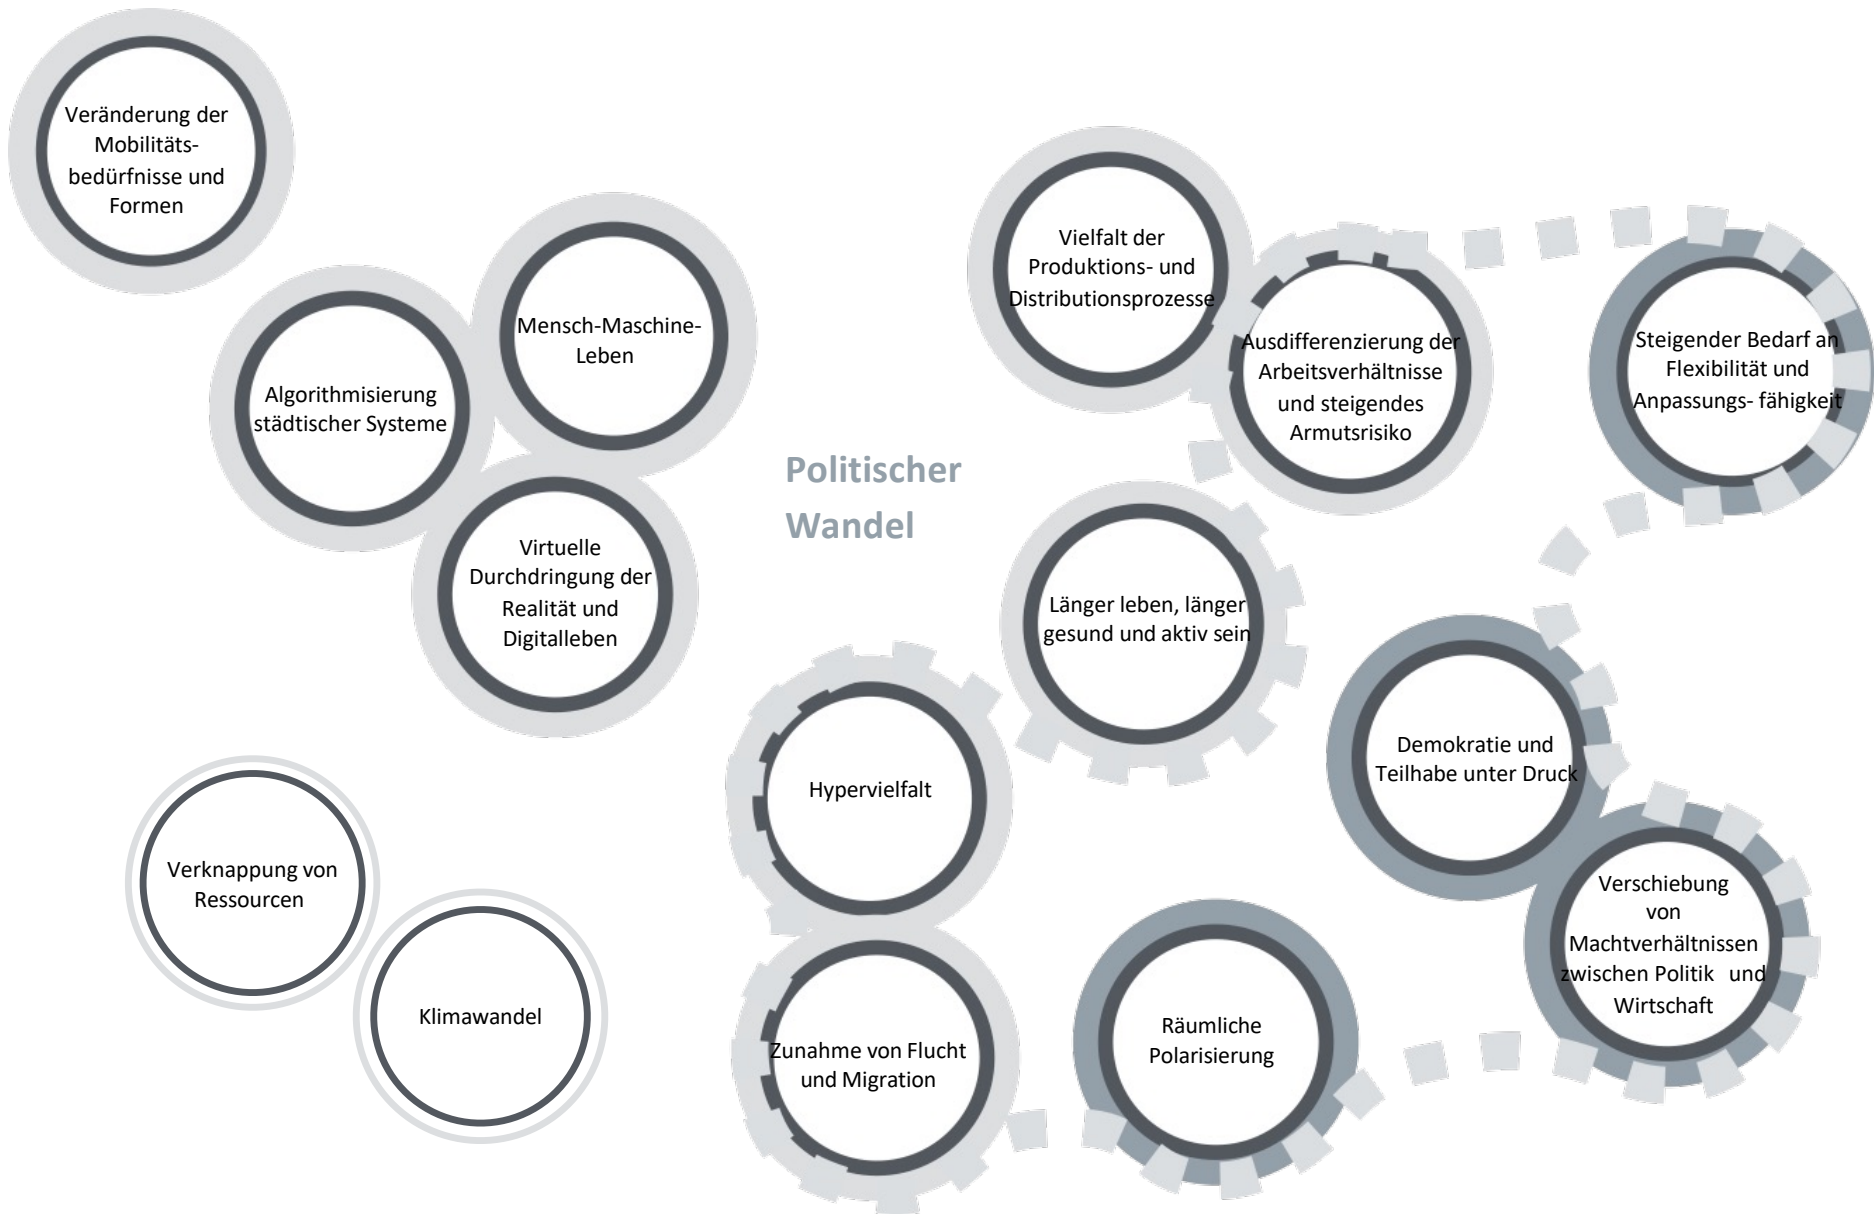 Veränderung der
Mobilitäts-
bedürfnisse und
Formen
Mensch-Maschine-
Leben
Algorithmisierung
städtischer Systeme
Virtuelle
Durchdringung der
Realität und
Digitalleben
Politischer
Wandel
Vielfalt der
Produktions- und
Distributionsprozesse
Ausdifferenzierung der
Arbeitsverhältnisse
und steigendes
Armutsrisiko
Steigender Bedarf an
Flexibilität und
Anpassungs- fähigkeit
Länger leben, länger
gesund und aktiv sein
Demokratie und
Teilhabe unter Druck
Hypervielfalt
Verknappung von
Ressourcen
Klimawandel
Zunahme von Flucht
und Migration
Räumliche
Polarisierung
Verschiebung
von
Machtverhältnissen
zwischen Politik und
Wirtschaft